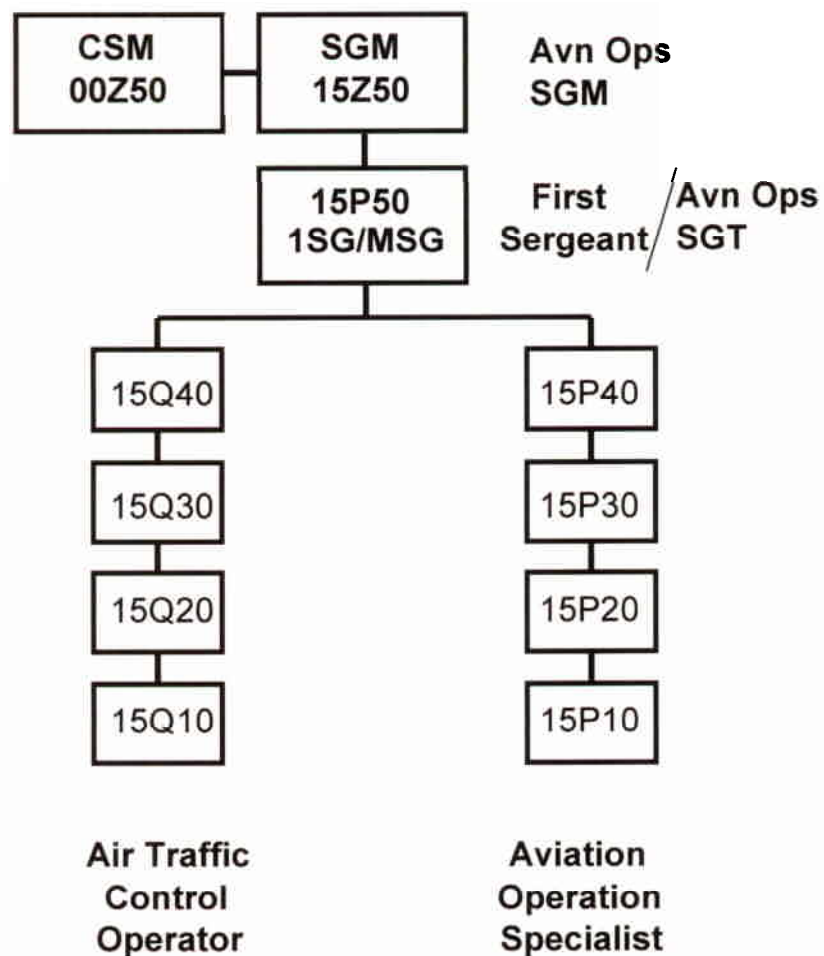 CSM
00Z50
SGM
15Z50
Avn Ops
SGM
15P50
1SG/MSG
First
Sergeant
/
Avn Ops
SGT
15Q40
15P40
15Q30
15P30
15Q20
15P20
15Q10
15P10
Air Traffic
Control
Operator
Aviation
Operation
Specialist